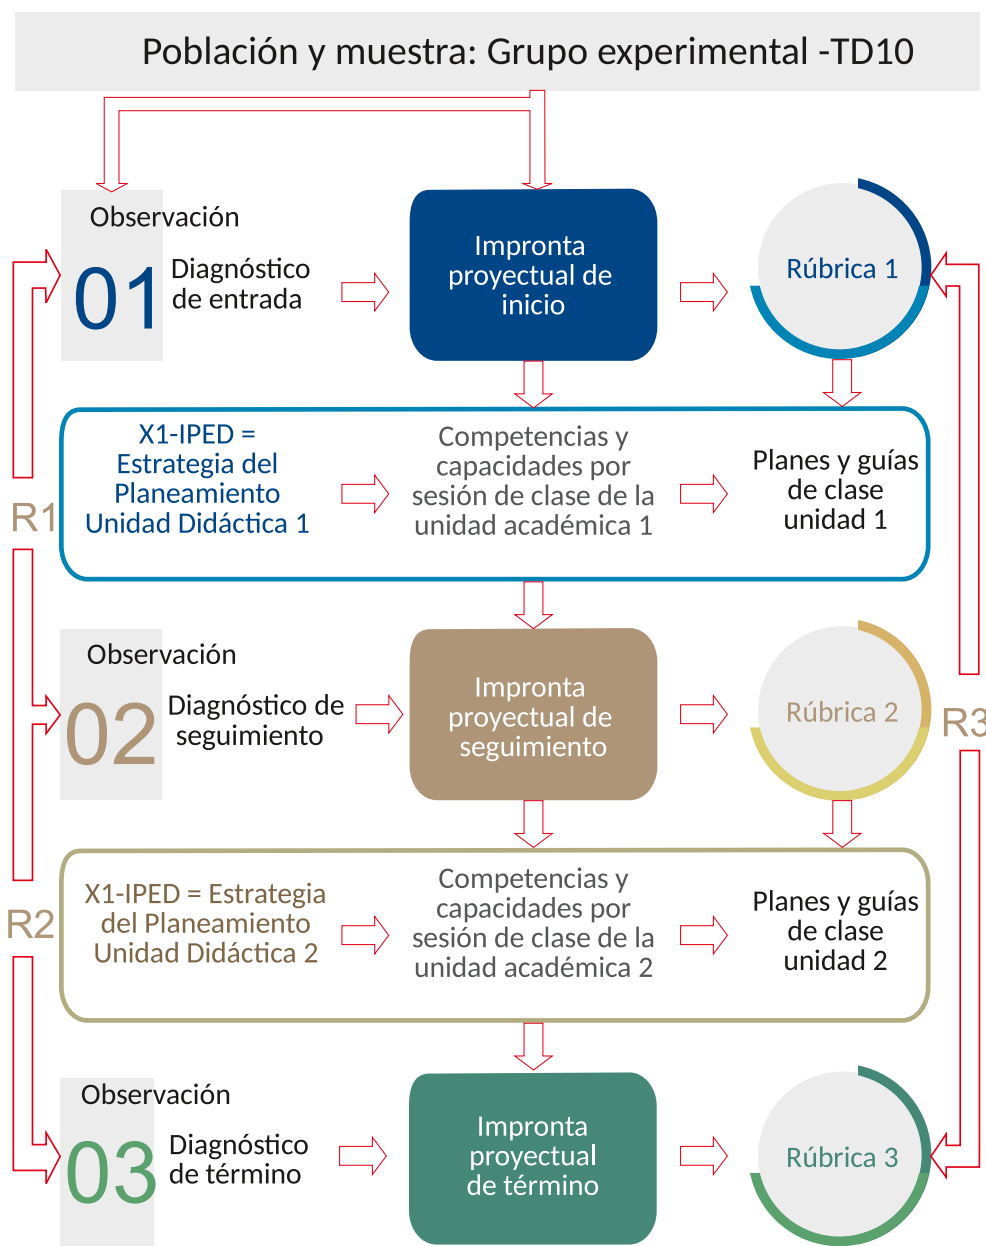 Población y muestra: Grupo experimental -TD10
Observación
01
Diagnóstico
de entrada
Impronta
proyectual de
inicio
Rúbrica 1
R1
X1-IPED =
Estrategia del
Planeamiento
Unidad Didáctica 1
Competencias y
capacidades por
sesión de clase de la
unidad académica 1
Planes y guías
de clase
unidad 1
Observación
02
Diagnóstico de
seguimiento
Impronta
proyectual de
seguimiento
Rúbrica 2
R3
R2
X1-IPED = Estrategia
del Planeamiento
Unidad Didáctica 2
Competencias y
capacidades por
sesión de clase de la
unidad académica 2
Planes y guías
de clase
unidad 2
Observación
03
Diagnóstico
de término
Impronta
proyectual
de término
Rúbrica 3